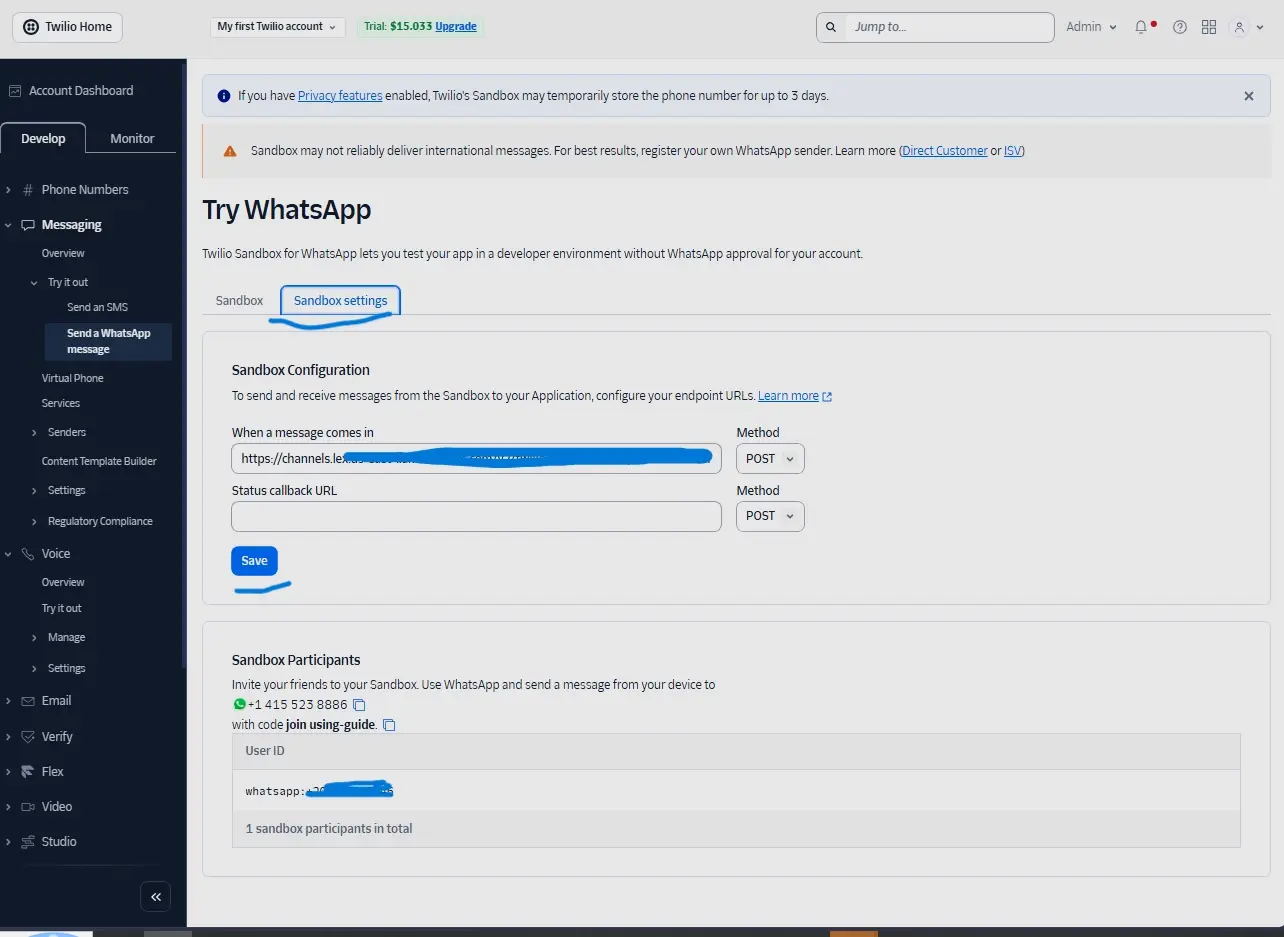 Twilio Home
My first Twilio account
Trial: $15.033 Upgrade
Jump to...
Admin
Account Dashboard
Develop
Monitor
Phone Numbers
Messaging
Overview
Try it out
Send an SMS
Send a WhatsApp
message
Virtual Phone
Services
Senders
Content Template Builder
Settings
Regulatory Compliance
Voice
Overview
Try it out
Manage
Settings
Email
Verify
Flex
Video
Studio
If you have Privacy features enabled, Twilio's Sandbox may temporarily store the phone number for up to 3 days.
Sandbox may not reliably deliver international messages. For best results, register your own WhatsApp sender. Learn more (Direct Customer or ISV)
Try WhatsApp
Twilio Sandbox for WhatsApp lets you test your app in a developer environment without WhatsApp approval for your account.
Sandbox
Sandbox settings
Sandbox Configuration
To send and receive messages from the Sandbox to your Application, configure your endpoint URLs. Learn more
When a message comes in
Method
https://channels.lex
POST
Status callback URL
Method
POST
Save
Sandbox Participants
Invite your friends to your Sandbox. Use WhatsApp and send a message from your device to
+1 415 523 8886
with code join using-guide.
User ID
whatsapp:
1 sandbox participants in total